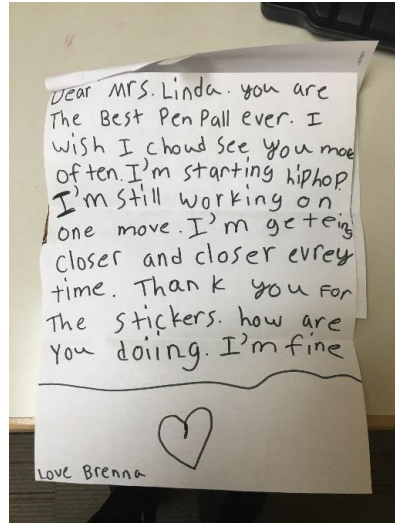 Dear Mrs. Linda. you are
The Best Pen Pall ever. I
wish I choud see you moe
often. I'm starting hiphop.
I'm still working on
one move. I'm geteing
closer and closer evrey
time. Thank you For
The stickers. how are
you doiing. I'm fine
Love Brenna